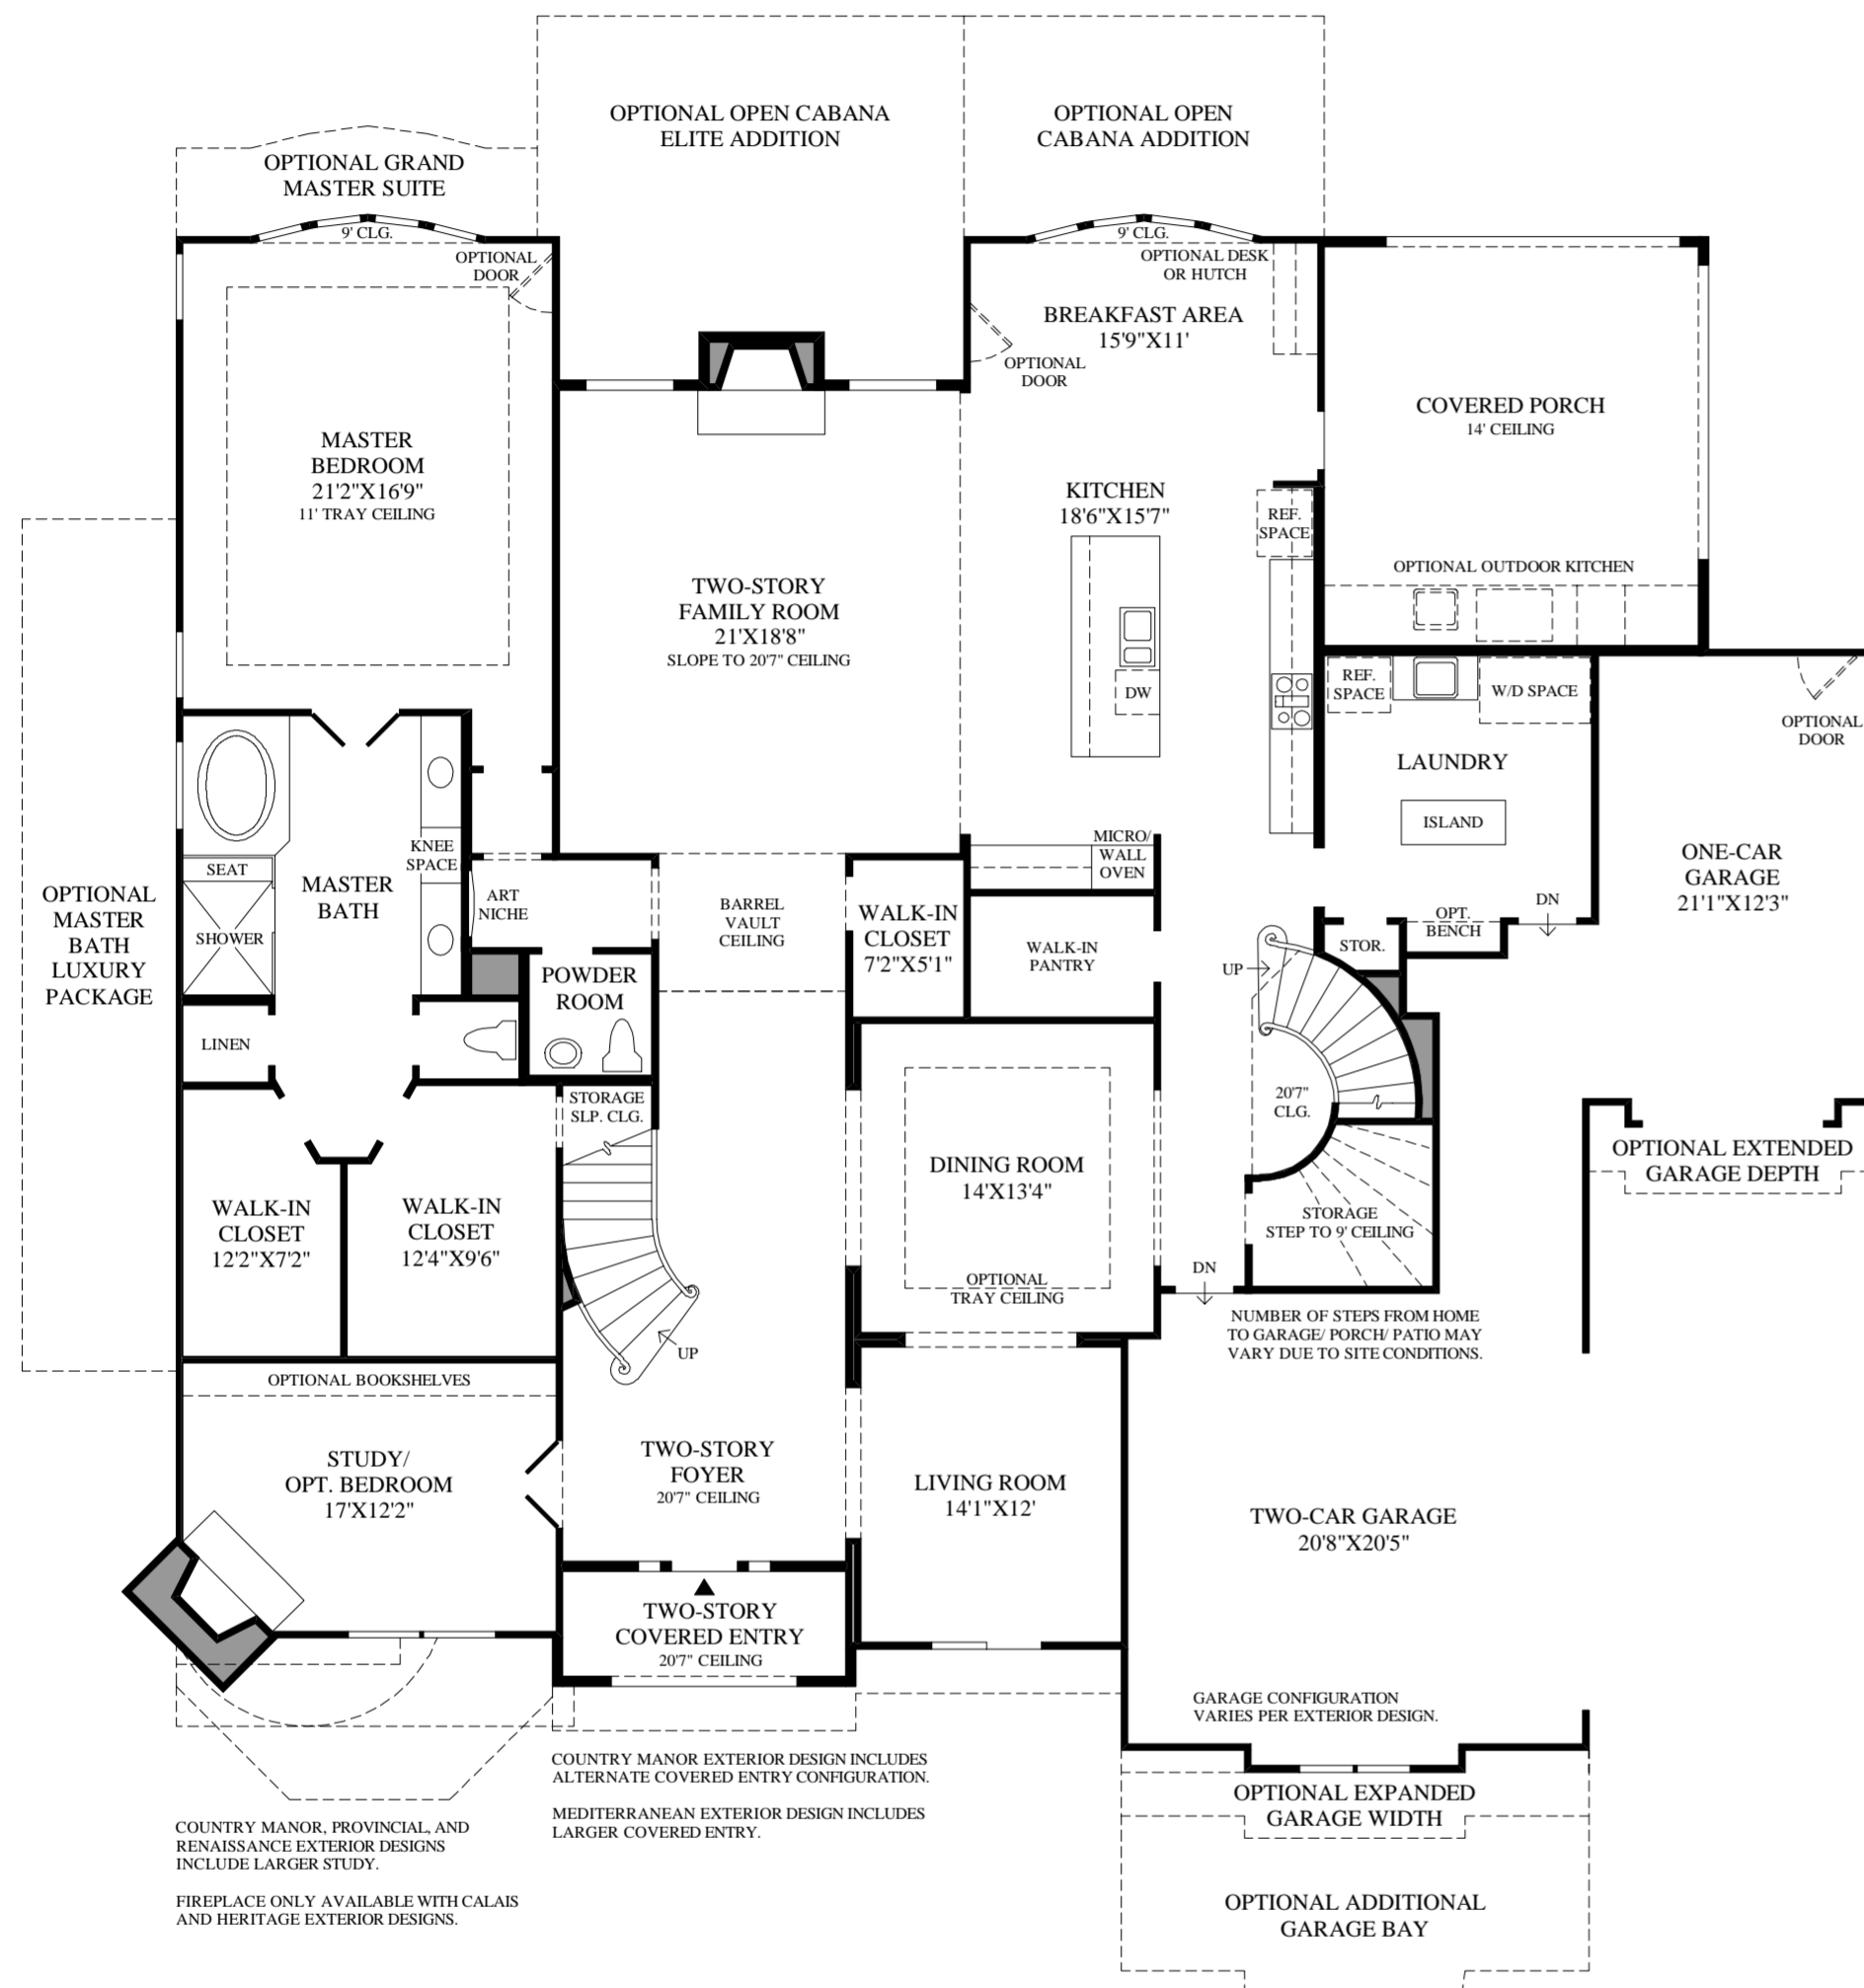 OPTIONAL OPEN CABANA
ELITE ADDITION
OPTIONAL OPEN
CABANA ADDITION
OPTIONAL GRAND
MASTER SUITE
9' CLG.
OPTIONAL
DOOR
9' CLG.
OPTIONAL DESK
OR HUTCH
BREAKFAST AREA
15'9"X11'
OPTIONAL
DOOR
COVERED PORCH
14' CEILING
MASTER
BEDROOM
21'2"X16'9"
11' TRAY CEILING
KITCHEN
18'6"X15'7"
REF.
SPACE
OPTIONAL OUTDOOR KITCHEN
TWO-STORY
FAMILY ROOM
21'X18'8"
SLOPE TO 20'7" CEILING
DW
REF.
SPACE
W/D SPACE
OPTIONAL
DOOR
LAUNDRY
ISLAND
MICRO/
WALL
OVEN
ONE-CAR
GARAGE
21'1"X12'3"
KNEE
SPACE
SEAT
SHOWER
MASTER
BATH
ART
NICHE
BARREL
VAULT
CEILING
WALK-IN
CLOSET
7'2"X5'1"
WALK-IN
PANTRY
OPT.
BENCH
DN
STOR.
UP
OPTIONAL
MASTER
BATH
LUXURY
PACKAGE
POWDER
ROOM
LINEN
STORAGE
SLP. CLG.
20'7"
CLG.
DINING ROOM
14'X13'4"
OPTIONAL
TRAY CEILING
OPTIONAL EXTENDED
GARAGE DEPTH
STORAGE
STEP TO 9' CEILING
WALK-IN
CLOSET
12'2"X7'2"
WALK-IN
CLOSET
12'4"X9'6"
DN
NUMBER OF STEPS FROM HOME
TO GARAGE/ PORCH/ PATIO MAY
VARY DUE TO SITE CONDITIONS.
UP
OPTIONAL BOOKSHELVES
STUDY/
OPT. BEDROOM
17'X12'2"
TWO-STORY
FOYER
20'7" CEILING
LIVING ROOM
14'1"X12'
TWO-CAR GARAGE
20'8"X20'5"
TWO-STORY
COVERED ENTRY
20'7" CEILING
GARAGE CONFIGURATION
VARIES PER EXTERIOR DESIGN.
COUNTRY MANOR EXTERIOR DESIGN INCLUDES
ALTERNATE COVERED ENTRY CONFIGURATION.
MEDITERRANEAN EXTERIOR DESIGN INCLUDES
LARGER COVERED ENTRY.
OPTIONAL EXPANDED
GARAGE WIDTH
COUNTRY MANOR, PROVINCIAL, AND
RENAISSANCE EXTERIOR DESIGNS
INCLUDE LARGER STUDY.
FIREPLACE ONLY AVAILABLE WITH CALAIS
AND HERITAGE EXTERIOR DESIGNS.
OPTIONAL ADDITIONAL
GARAGE BAY